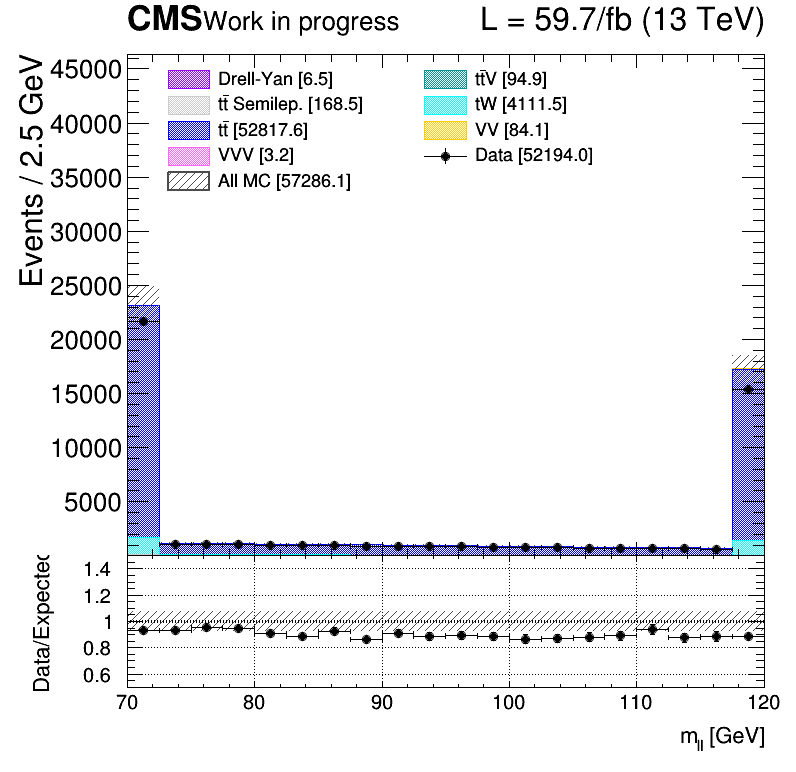 CMS Work in progress L = 59.7/fb (13 TeV)
Events / 2.5 GeV
45000
40000
35000
30000
25000
20000
15000
10000
5000
Drell-Yan [6.5]
tt̄ Semilep. [168.5]
tt̄ [52817.6]
VVV [3.2]
All MC [57286.1]
tt̄V [94.9]
tW [4111.5]
VV [84.1]
Data [52194.0]
Data/Expected
1.4
1.2
1
0.8
0.6
70 80 90 100 110 120
m_ll [GeV]